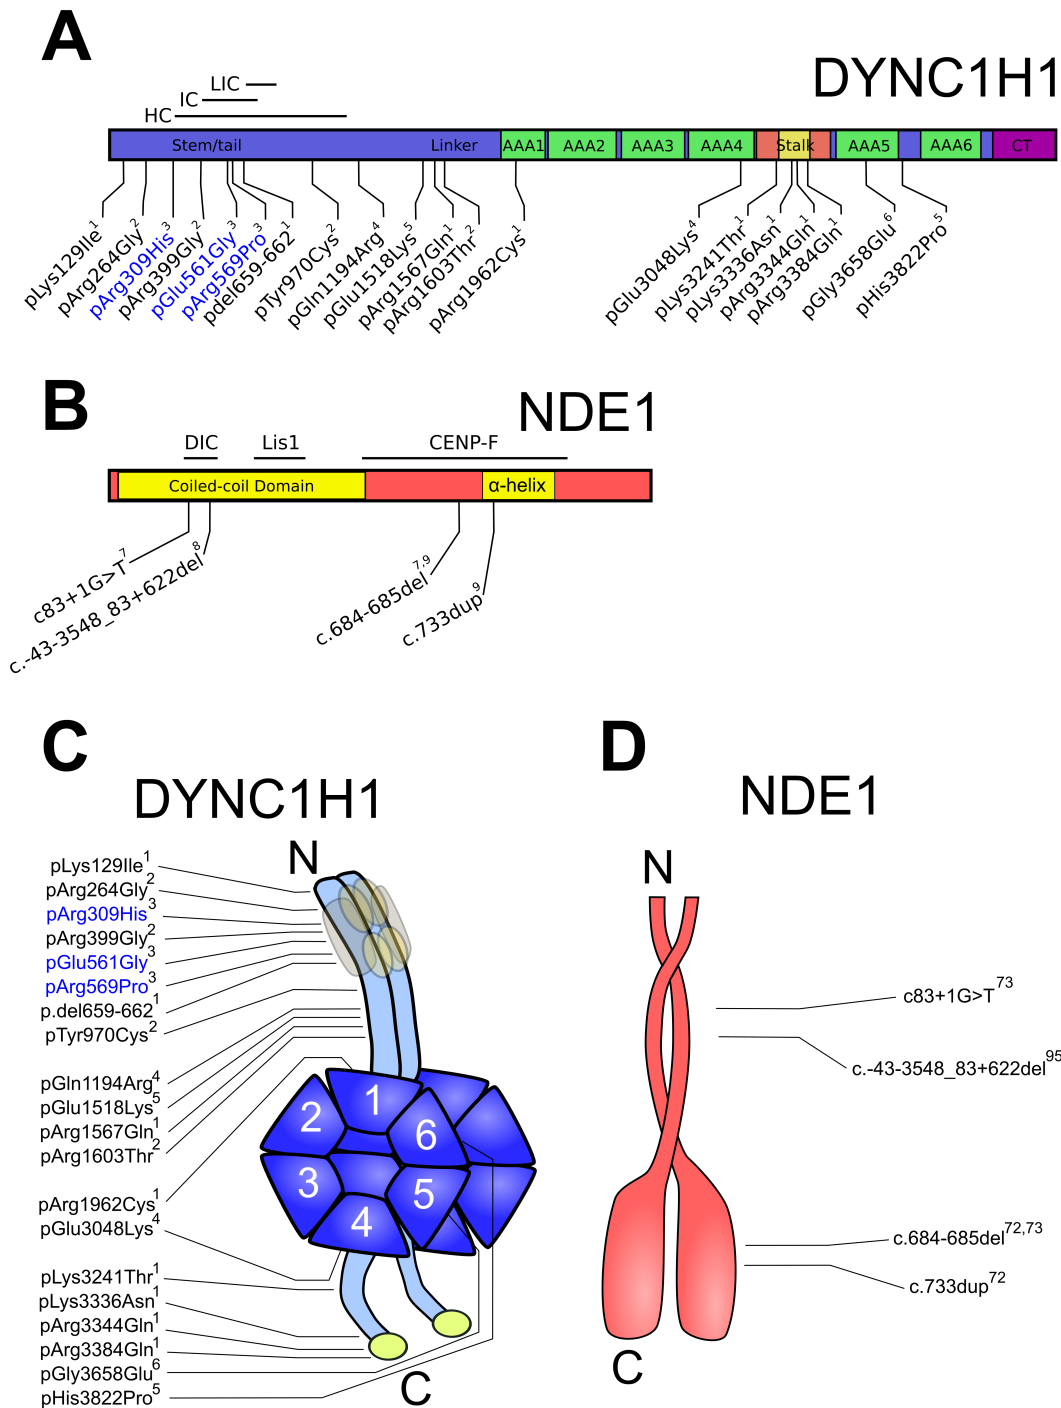 A
DYNC1H1
LIC
IC
HC
Stem/tail
Linker
AAA1
AAA2
AAA3
AAA4
Stalk
AAA5
AAA6
CT
pLys129Ile1
pArg264Gly2
pArg309His3
pArg399Gly2
pGlu561Gly3
pArg569Pro3
pdel659-6621
pTyr970Cys2
pGln1194Arg4
pGlu1518Lys5
pArg1567Gln1
pArg1603Thr2
pArg1962Cys1
pGlu3048Lys4
pLys3241Thr1
pLys3336Asn1
pArg3344Gln1
pArg3384Gln1
pGly3658Glu6
pHis3822Pro5
B
NDE1
DIC
Lis1
CENP-F
Coiled-coil Domain
α-helix
c83+1G>T7
c.-43-3548_83+622del8
c.684-685del7,9
c.733dup9
C
DYNC1H1
N
pLys129Ile1
pArg264Gly2
pArg309His3
pArg399Gly2
pGlu561Gly3
pArg569Pro3
p.del659-6621
pTyr970Cys2
pGln1194Arg4
pGlu1518Lys5
pArg1567Gln1
pArg1603Thr2
pArg1962Cys1
pGlu3048Lys4
pLys3241Thr1
pLys3336Asn1
pArg3344Gln1
pArg3384Gln1
pGly3658Glu6
pHis3822Pro5
1
2
6
3
5
4
C
D
NDE1
N
c83+1G>T73
c.-43-3548_83+622del95
c.684-685del72,73
c.733dup72
C